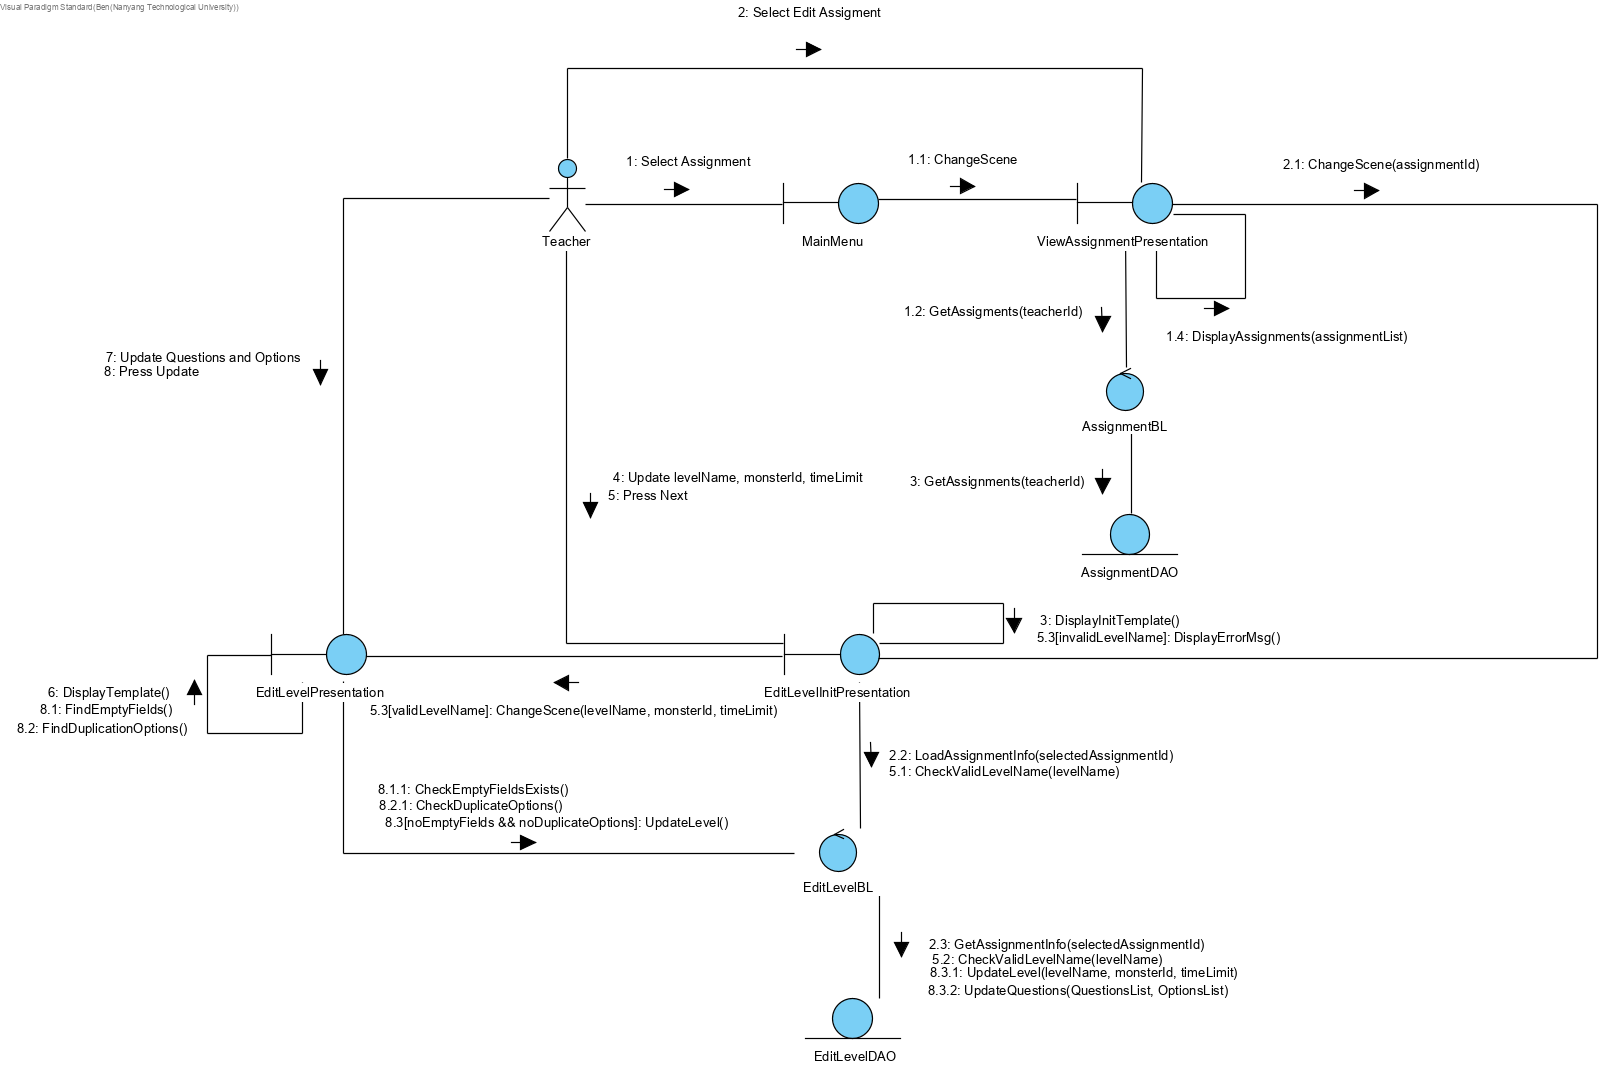 Visual Paradigm Standard(Ben(Nanyang Technological University))
2: Select Edit Assigment
1: Select Assignment
1.1: ChangeScene
2.1: ChangeScene(assignmentId)
Teacher
MainMenu
ViewAssignmentPresentation
1.2: GetAssigments(teacherId)
1.4: DisplayAssignments(assignmentList)
7: Update Questions and Options
8: Press Update
AssignmentBL
4: Update levelName, monsterId, timeLimit
5: Press Next
3: GetAssignments(teacherId)
AssignmentDAO
3: DisplayInitTemplate()
5.3[invalidLevelName]: DisplayErrorMsg()
6: DisplayTemplate()
8.1: FindEmptyFields()
8.2: FindDuplicationOptions()
EditLevelPresentation
EditLevelInitPresentation
5.3[validLevelName]: ChangeScene(levelName, monsterId, timeLimit)
2.2: LoadAssignmentInfo(selectedAssignmentId)
5.1: CheckValidLevelName(levelName)
8.1.1: CheckEmptyFieldsExists()
8.2.1: CheckDuplicateOptions()
8.3[noEmptyFields && noDuplicateOptions]: UpdateLevel()
EditLevelBL
2.3: GetAssignmentInfo(selectedAssignmentId)
5.2: CheckValidLevelName(levelName)
8.3.1: UpdateLevel(levelName, monsterId, timeLimit)
8.3.2: UpdateQuestions(QuestionsList, OptionsList)
EditLevelDAO